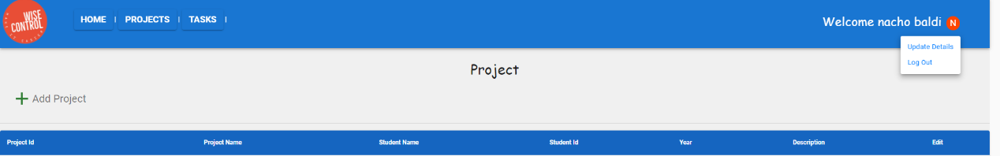 WISE
CONTROL
HOME | PROJECTS | TASKS |
Welcome nacho baldi N
Update Details
Log Out
Project
Add Project
Project Id Project Name Student Name Student Id Year Description Edit